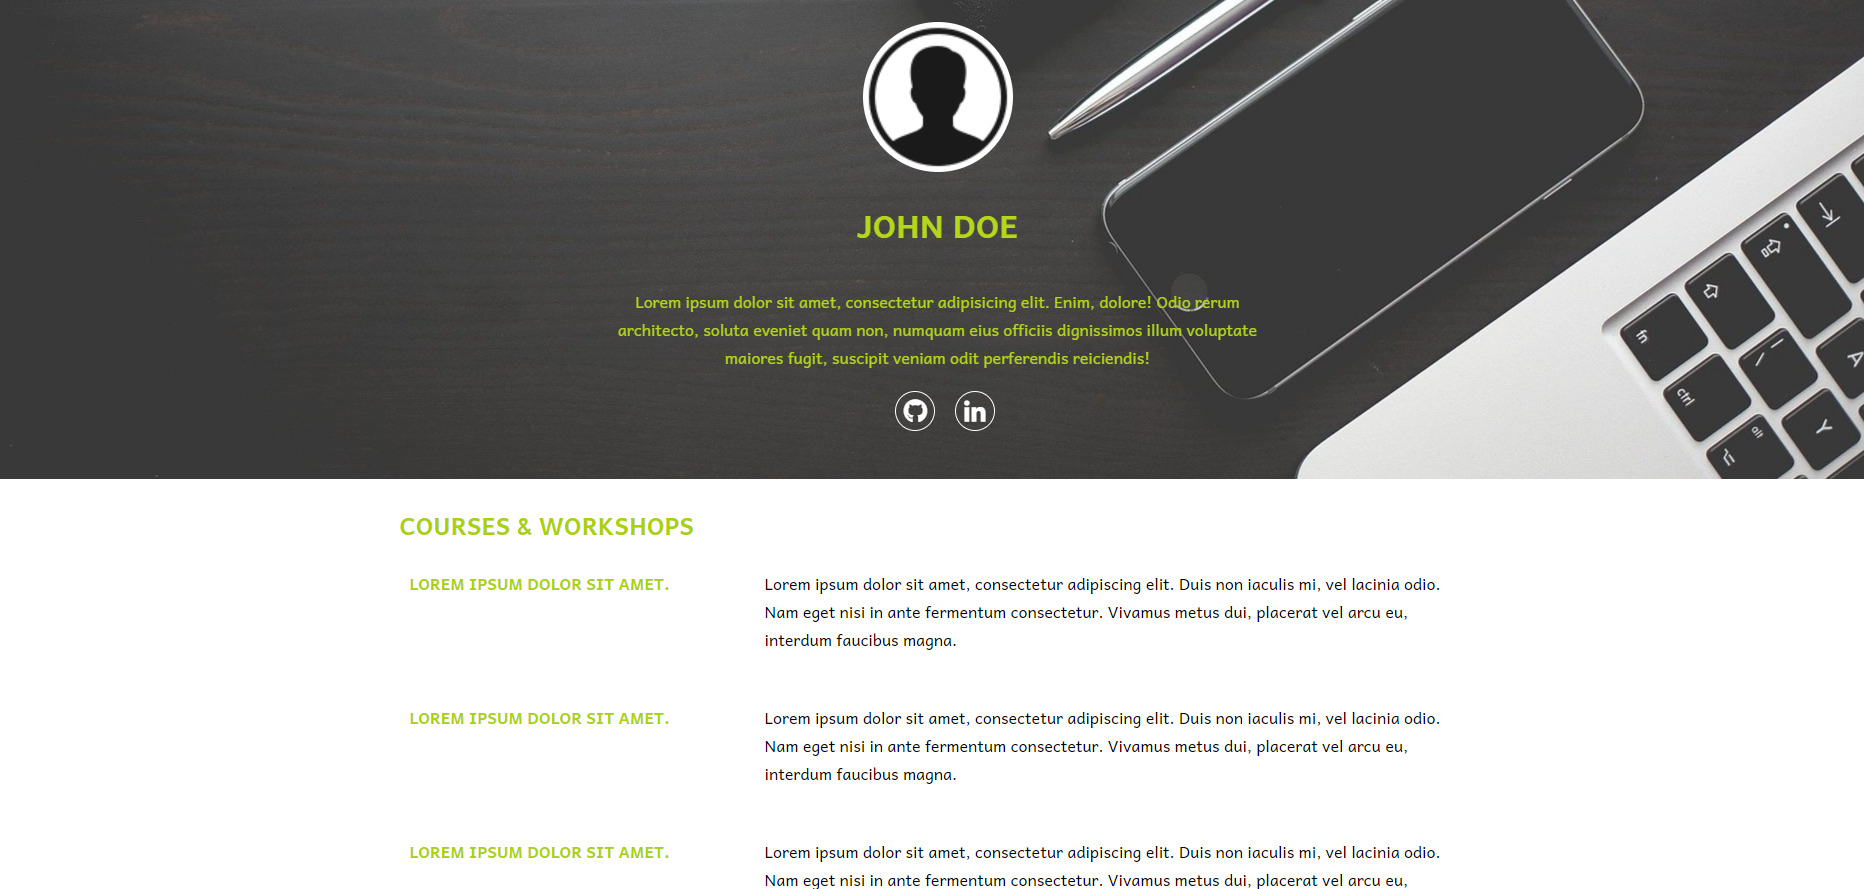 JOHN DOE
Lorem ipsum dolor sit amet, consectetur adipisicing elit. Enim, dolore! Odio rerum
architecto, soluta eveniet quam non, numquam eius officiis dignissimos illum voluptate
maiores fugit, suscipit veniam odit perferendis reiciendis!
in
fn
ctrl
alt
A
Y
COURSES & WORKSHOPS
LOREM IPSUM DOLOR SIT AMET.
Lorem ipsum dolor sit amet, consectetur adipiscing elit. Duis non iaculis mi, vel lacinia odio.
Nam eget nisi in ante fermentum consectetur. Vivamus metus dui, placerat vel arcu eu,
interdum faucibus magna.
LOREM IPSUM DOLOR SIT AMET.
Lorem ipsum dolor sit amet, consectetur adipiscing elit. Duis non iaculis mi, vel lacinia odio.
Nam eget nisi in ante fermentum consectetur. Vivamus metus dui, placerat vel arcu eu,
interdum faucibus magna.
LOREM IPSUM DOLOR SIT AMET.
Lorem ipsum dolor sit amet, consectetur adipiscing elit. Duis non iaculis mi, vel lacinia odio.
Nam eget nisi in ante fermentum consectetur. Vivamus metus dui, placerat vel arcu eu,